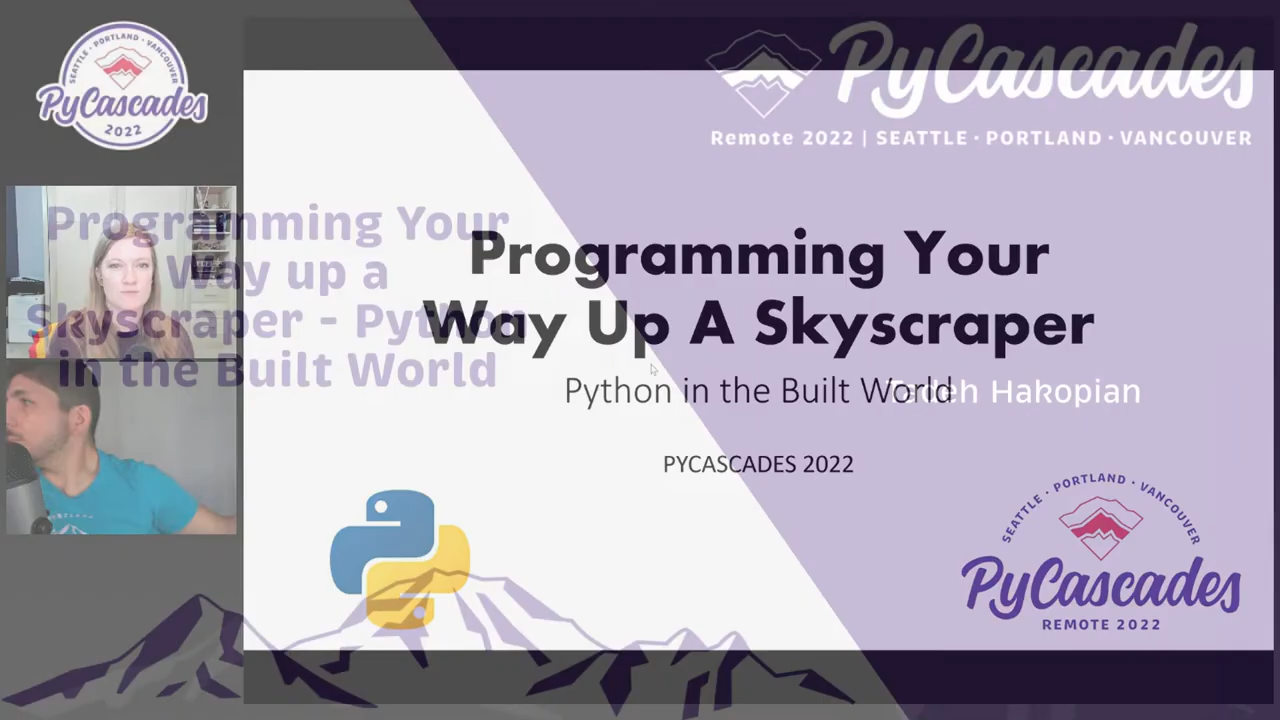 SEATTLE · PORTLAND · VANCOUVER
PyCascades
2022
PyCascades
Remote 2022 | SEATTLE · PORTLAND · VANCOUVER
Programming Your
Way up a
Skyscraper - Python
in the Built World
Programming Your
Way Up A Skyscraper
Python in the Built World
Tadeh Hakopian
PYCASCADES 2022
SEATTLE · PORTLAND · VANCOUVER
PyCascades
REMOTE 2022